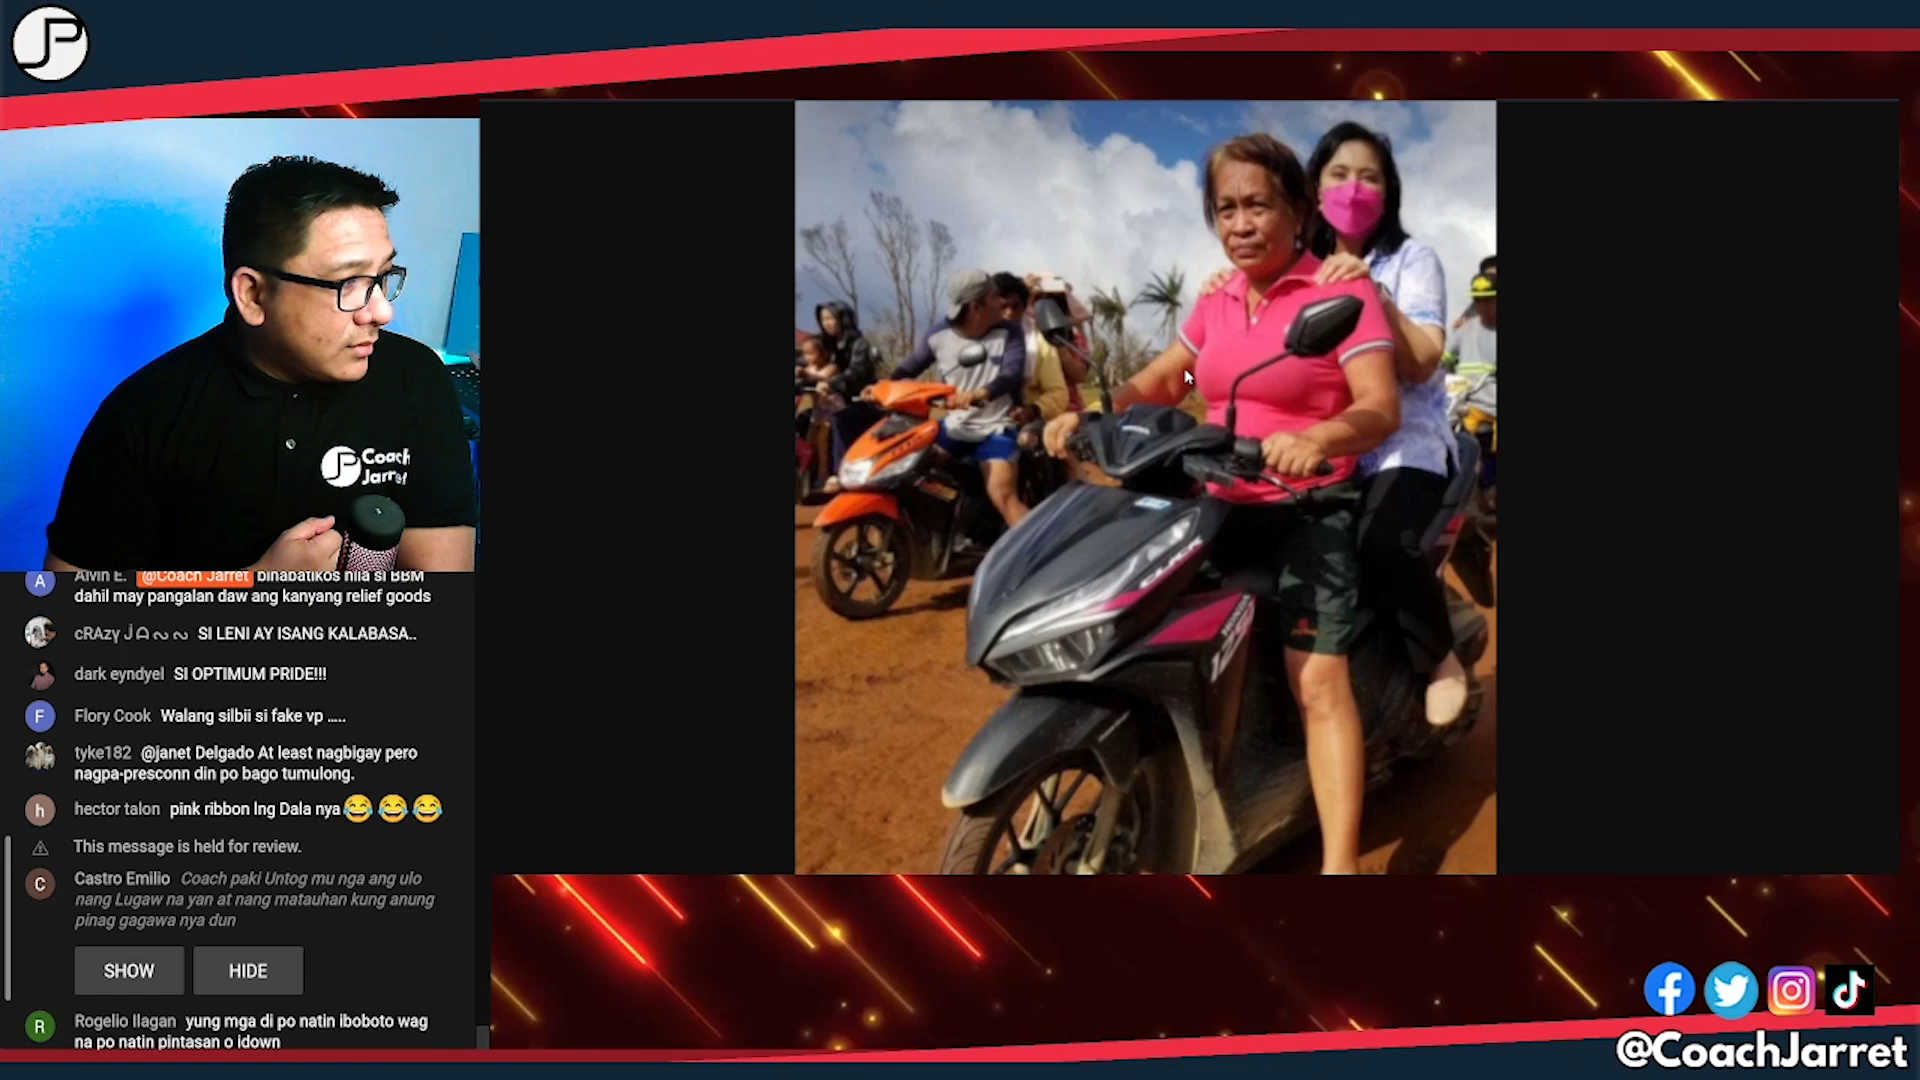 JP
Coach
Jarret
Alvin E. @Coach Jarret binabatikos nila si BBM
dahil may pangalan daw ang kanyang relief goods
SI LENI AY ISANG KALABASA..
dark eyndyel SI OPTIMUM PRIDE!!!
F Flory Cook Walang silbii si fake vp .....
tyke182 @janet Delgado At least nagbigay pero
nagpa-presconn din po bago tumulong.
h hector talon pink ribbon lng Dala nya😂😂😂
This message is held for review.
C Castro Emilio Coach paki Untog mu nga ang ulo
nang Lugaw na yan at nang matauhan kung anung
pinag gagawa nya dun
SHOW HIDE
R Rogelio Ilagan yung mga di po natin iboboto wag
na po natin pintasan o idown
CLICK
125i
@CoachJarret